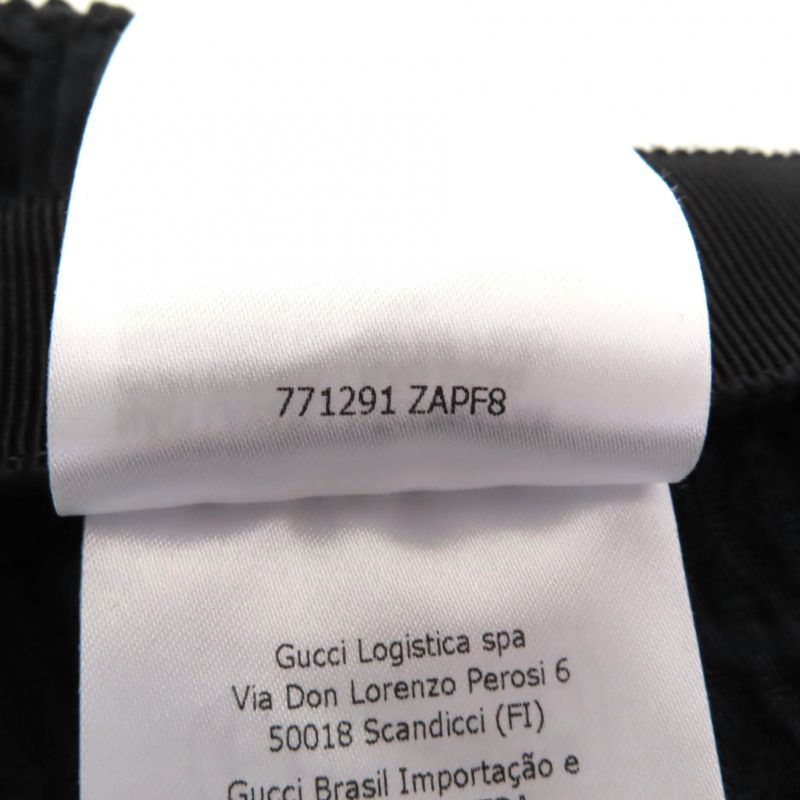 771291 ZAPF8
Gucci Logistica spa
Via Don Lorenzo Perosi 6
50018 Scandicci (FI)
Gucci Brasil Importação e